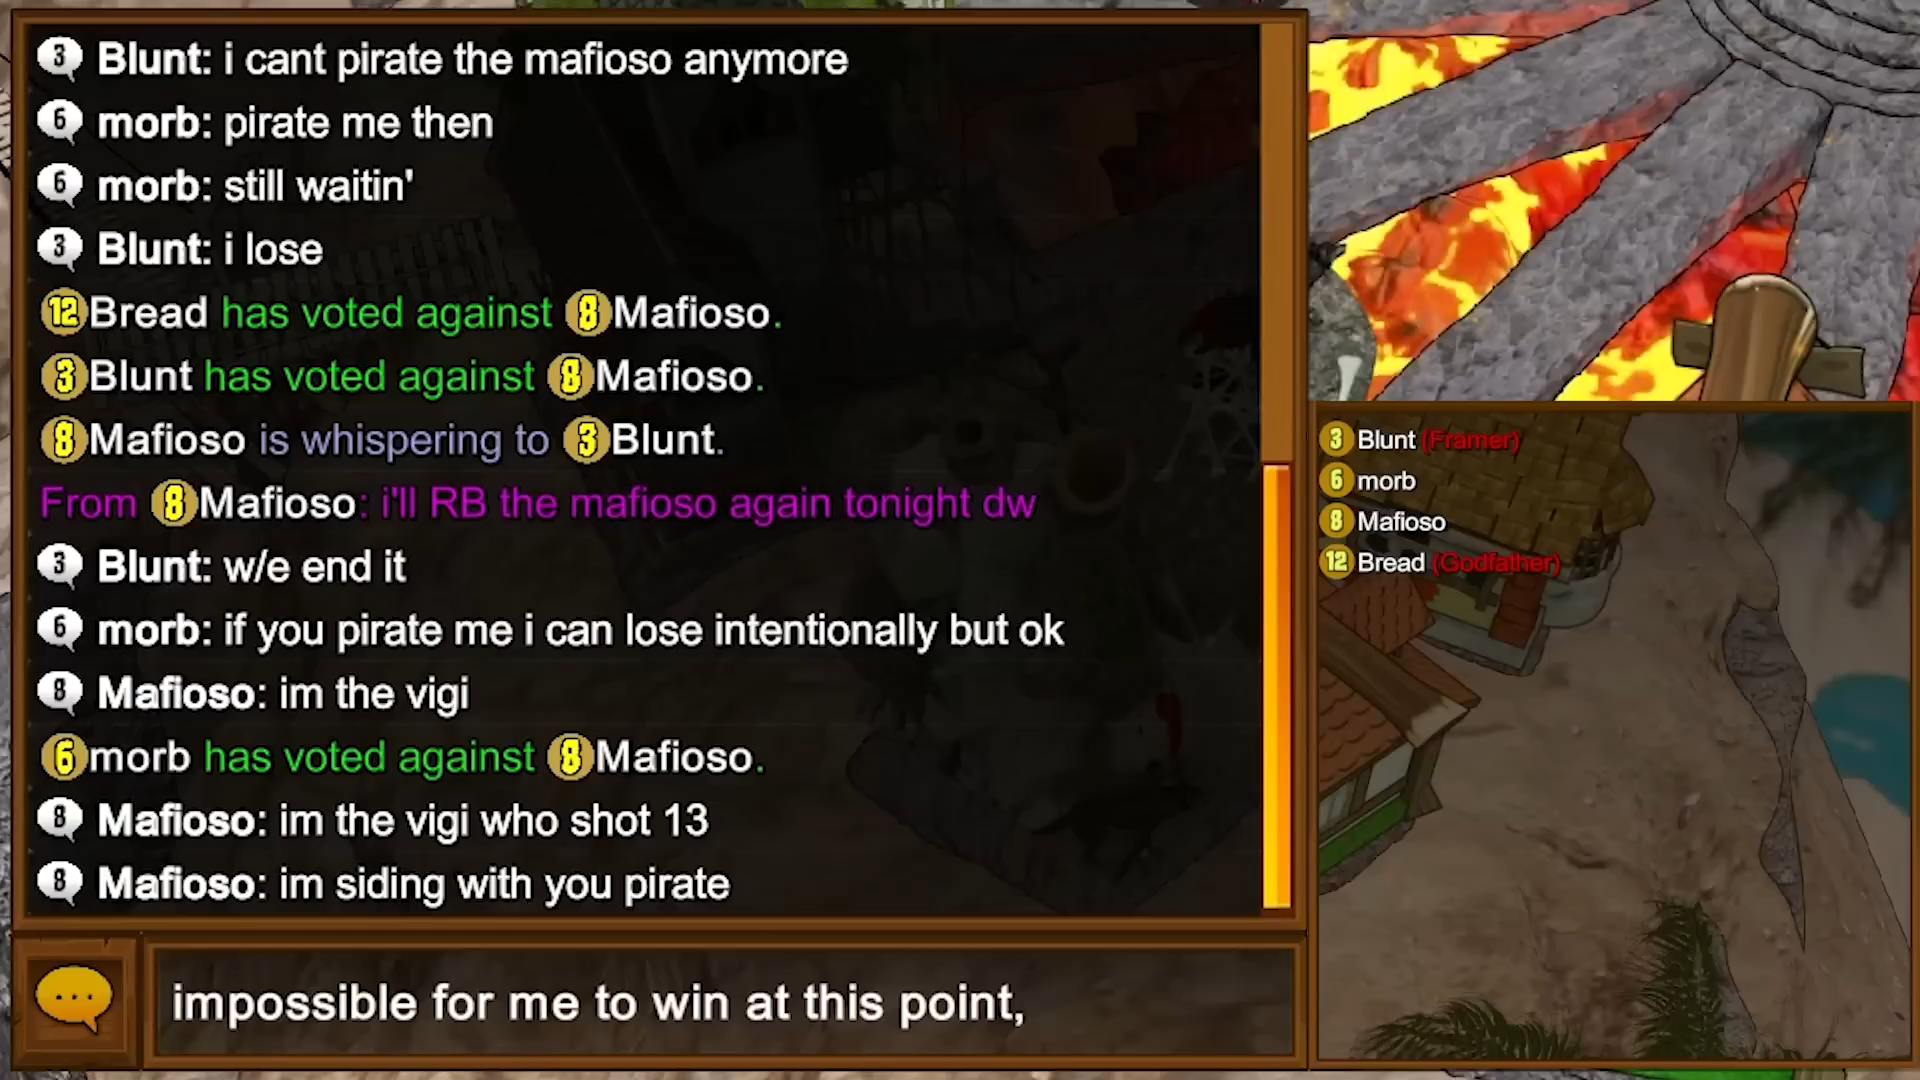 3 Blunt: i cant pirate the mafioso anymore
6 morb: pirate me then
6 morb: still waitin'
3 Blunt: i lose
12 Bread has voted against 8 Mafioso.
3 Blunt has voted against 8 Mafioso.
8 Mafioso is whispering to 3 Blunt.
From 8 Mafioso: i'll RB the mafioso again tonight dw
3 Blunt: w/e end it
6 morb: if you pirate me i can lose intentionally but ok
8 Mafioso: im the vigi
6 morb has voted against 8 Mafioso.
8 Mafioso: im the vigi who shot 13
8 Mafioso: im siding with you pirate
impossible for me to win at this point,
3 Blunt (Framer)
6 morb
8 Mafioso
12 Bread (Godfather)